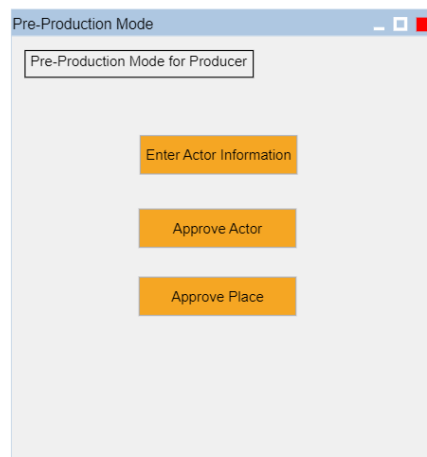 Pre-Production Mode
Pre-Production Mode for Producer
Enter Actor Information
Approve Actor
Approve Place